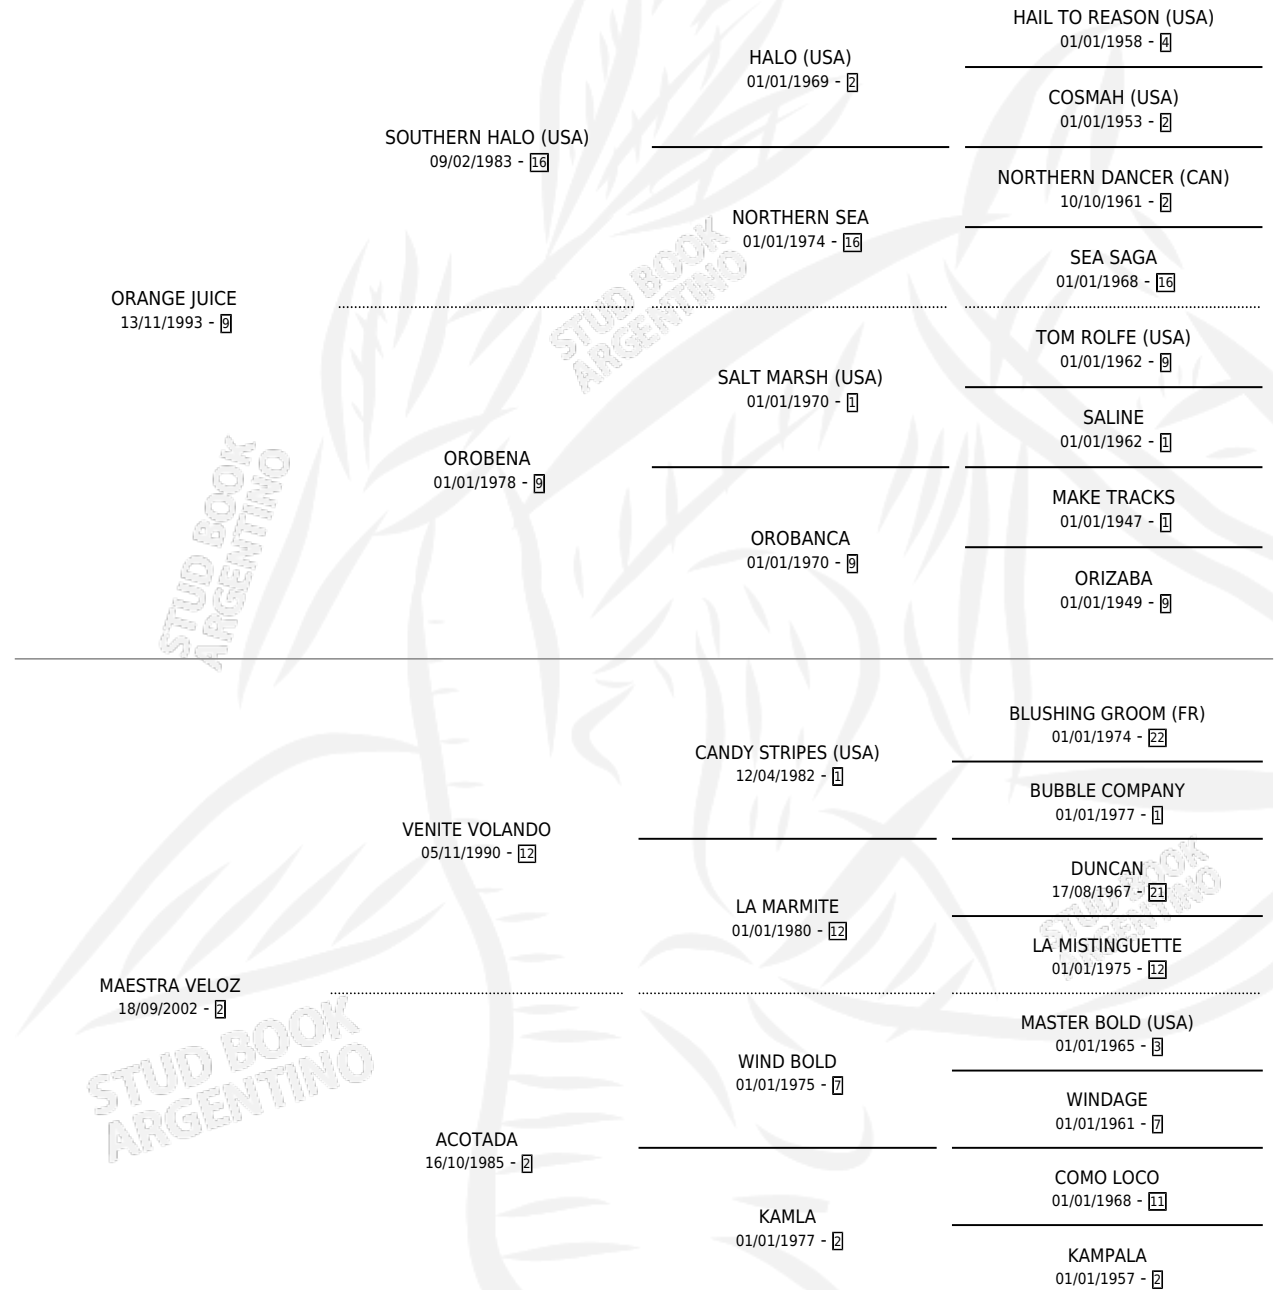 HAIL TO REASON (USA)
01/01/1958 - 4
HALO (USA)
01/01/1969 - 2
COSMAH (USA)
01/01/1953 - 2
SOUTHERN HALO (USA)
09/02/1983 - 16
NORTHERN DANCER (CAN)
10/10/1961 - 2
NORTHERN SEA
01/01/1974 - 16
SEA SAGA
01/01/1968 - 16
ORANGE JUICE
13/11/1993 - 9
TOM ROLFE (USA)
01/01/1962 - 9
SALT MARSH (USA)
01/01/1970 - 1
SALINE
01/01/1962 - 1
OROBENA
01/01/1978 - 9
MAKE TRACKS
01/01/1947 - 1
OROBANCA
01/01/1970 - 9
ORIZABA
01/01/1949 - 9
BLUSHING GROOM (FR)
01/01/1974 - 22
CANDY STRIPES (USA)
12/04/1982 - 1
BUBBLE COMPANY
01/01/1977 - 1
VENITE VOLANDO
05/11/1990 - 12
DUNCAN
17/08/1967 - 21
LA MARMITE
01/01/1980 - 12
LA MISTINGUETTE
01/01/1975 - 12
MAESTRA VELOZ
18/09/2002 - 2
MASTER BOLD (USA)
01/01/1965 - 3
WIND BOLD
01/01/1975 - 7
WINDAGE
01/01/1961 - 7
ACOTADA
16/10/1985 - 2
COMO LOCO
01/01/1968 - 11
KAMLA
01/01/1977 - 2
KAMPALA
01/01/1957 - 2
STUD BOOK
ARGENTINO
STUD BOOK
ARGENTINO
STUD BOOK
ARGENTINO
STUD BOOK
ARGENTINO